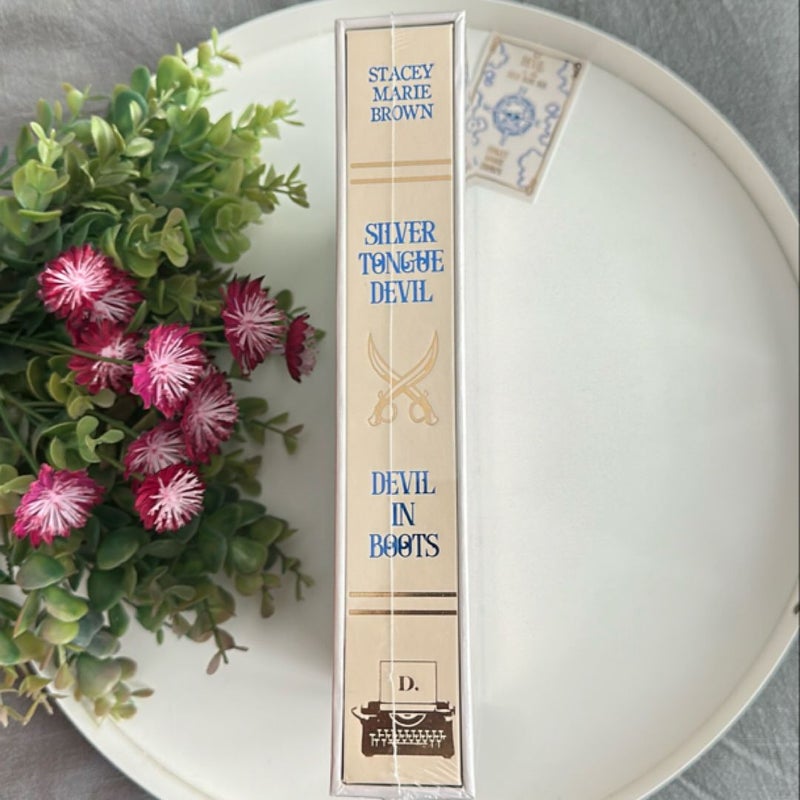 STACEY
MARIE
BROWN
SILVER
TONGUE
DEVIL
DEVIL
IN
BOOTS
D.